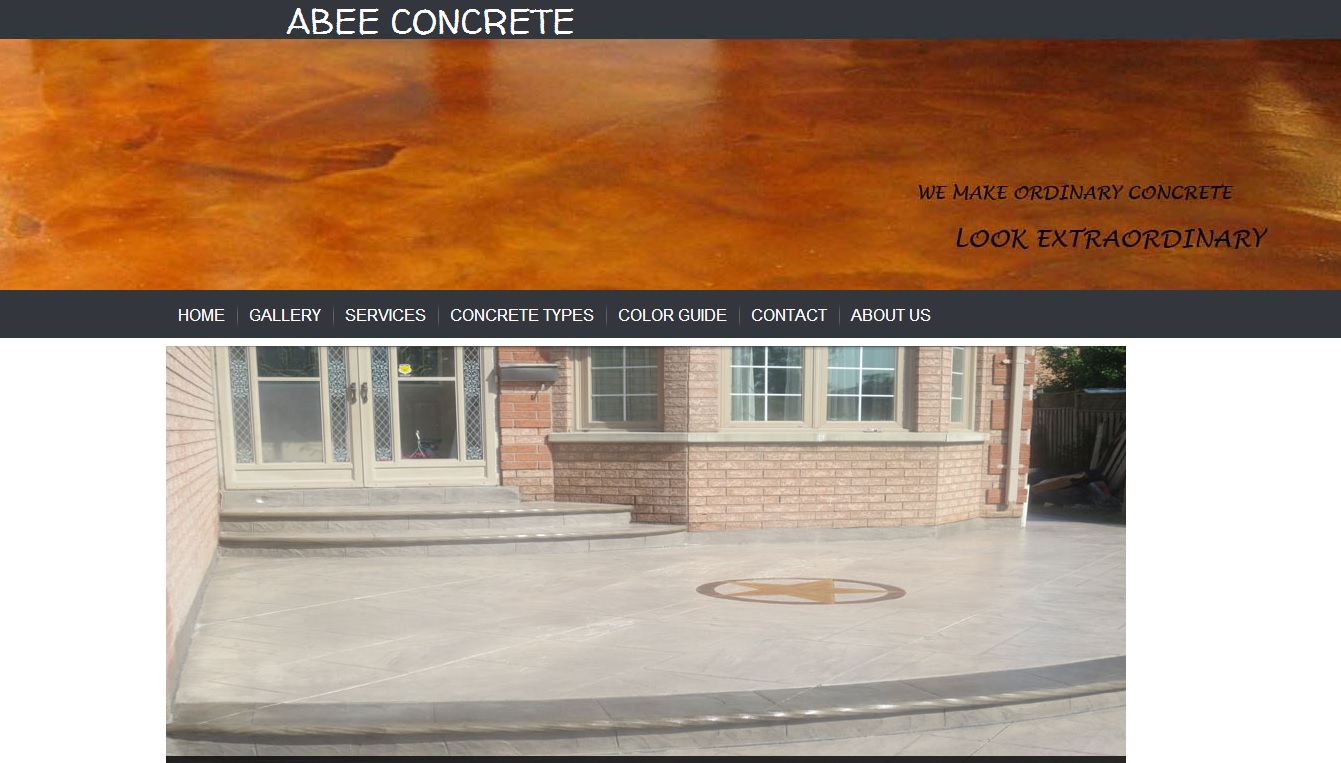 ABEE CONCRETE
WE MAKE ORDINARY CONCRETE
LOOK EXTRAORDINARY
HOME GALLERY SERVICES CONCRETE TYPES COLOR GUIDE CONTACT ABOUT US